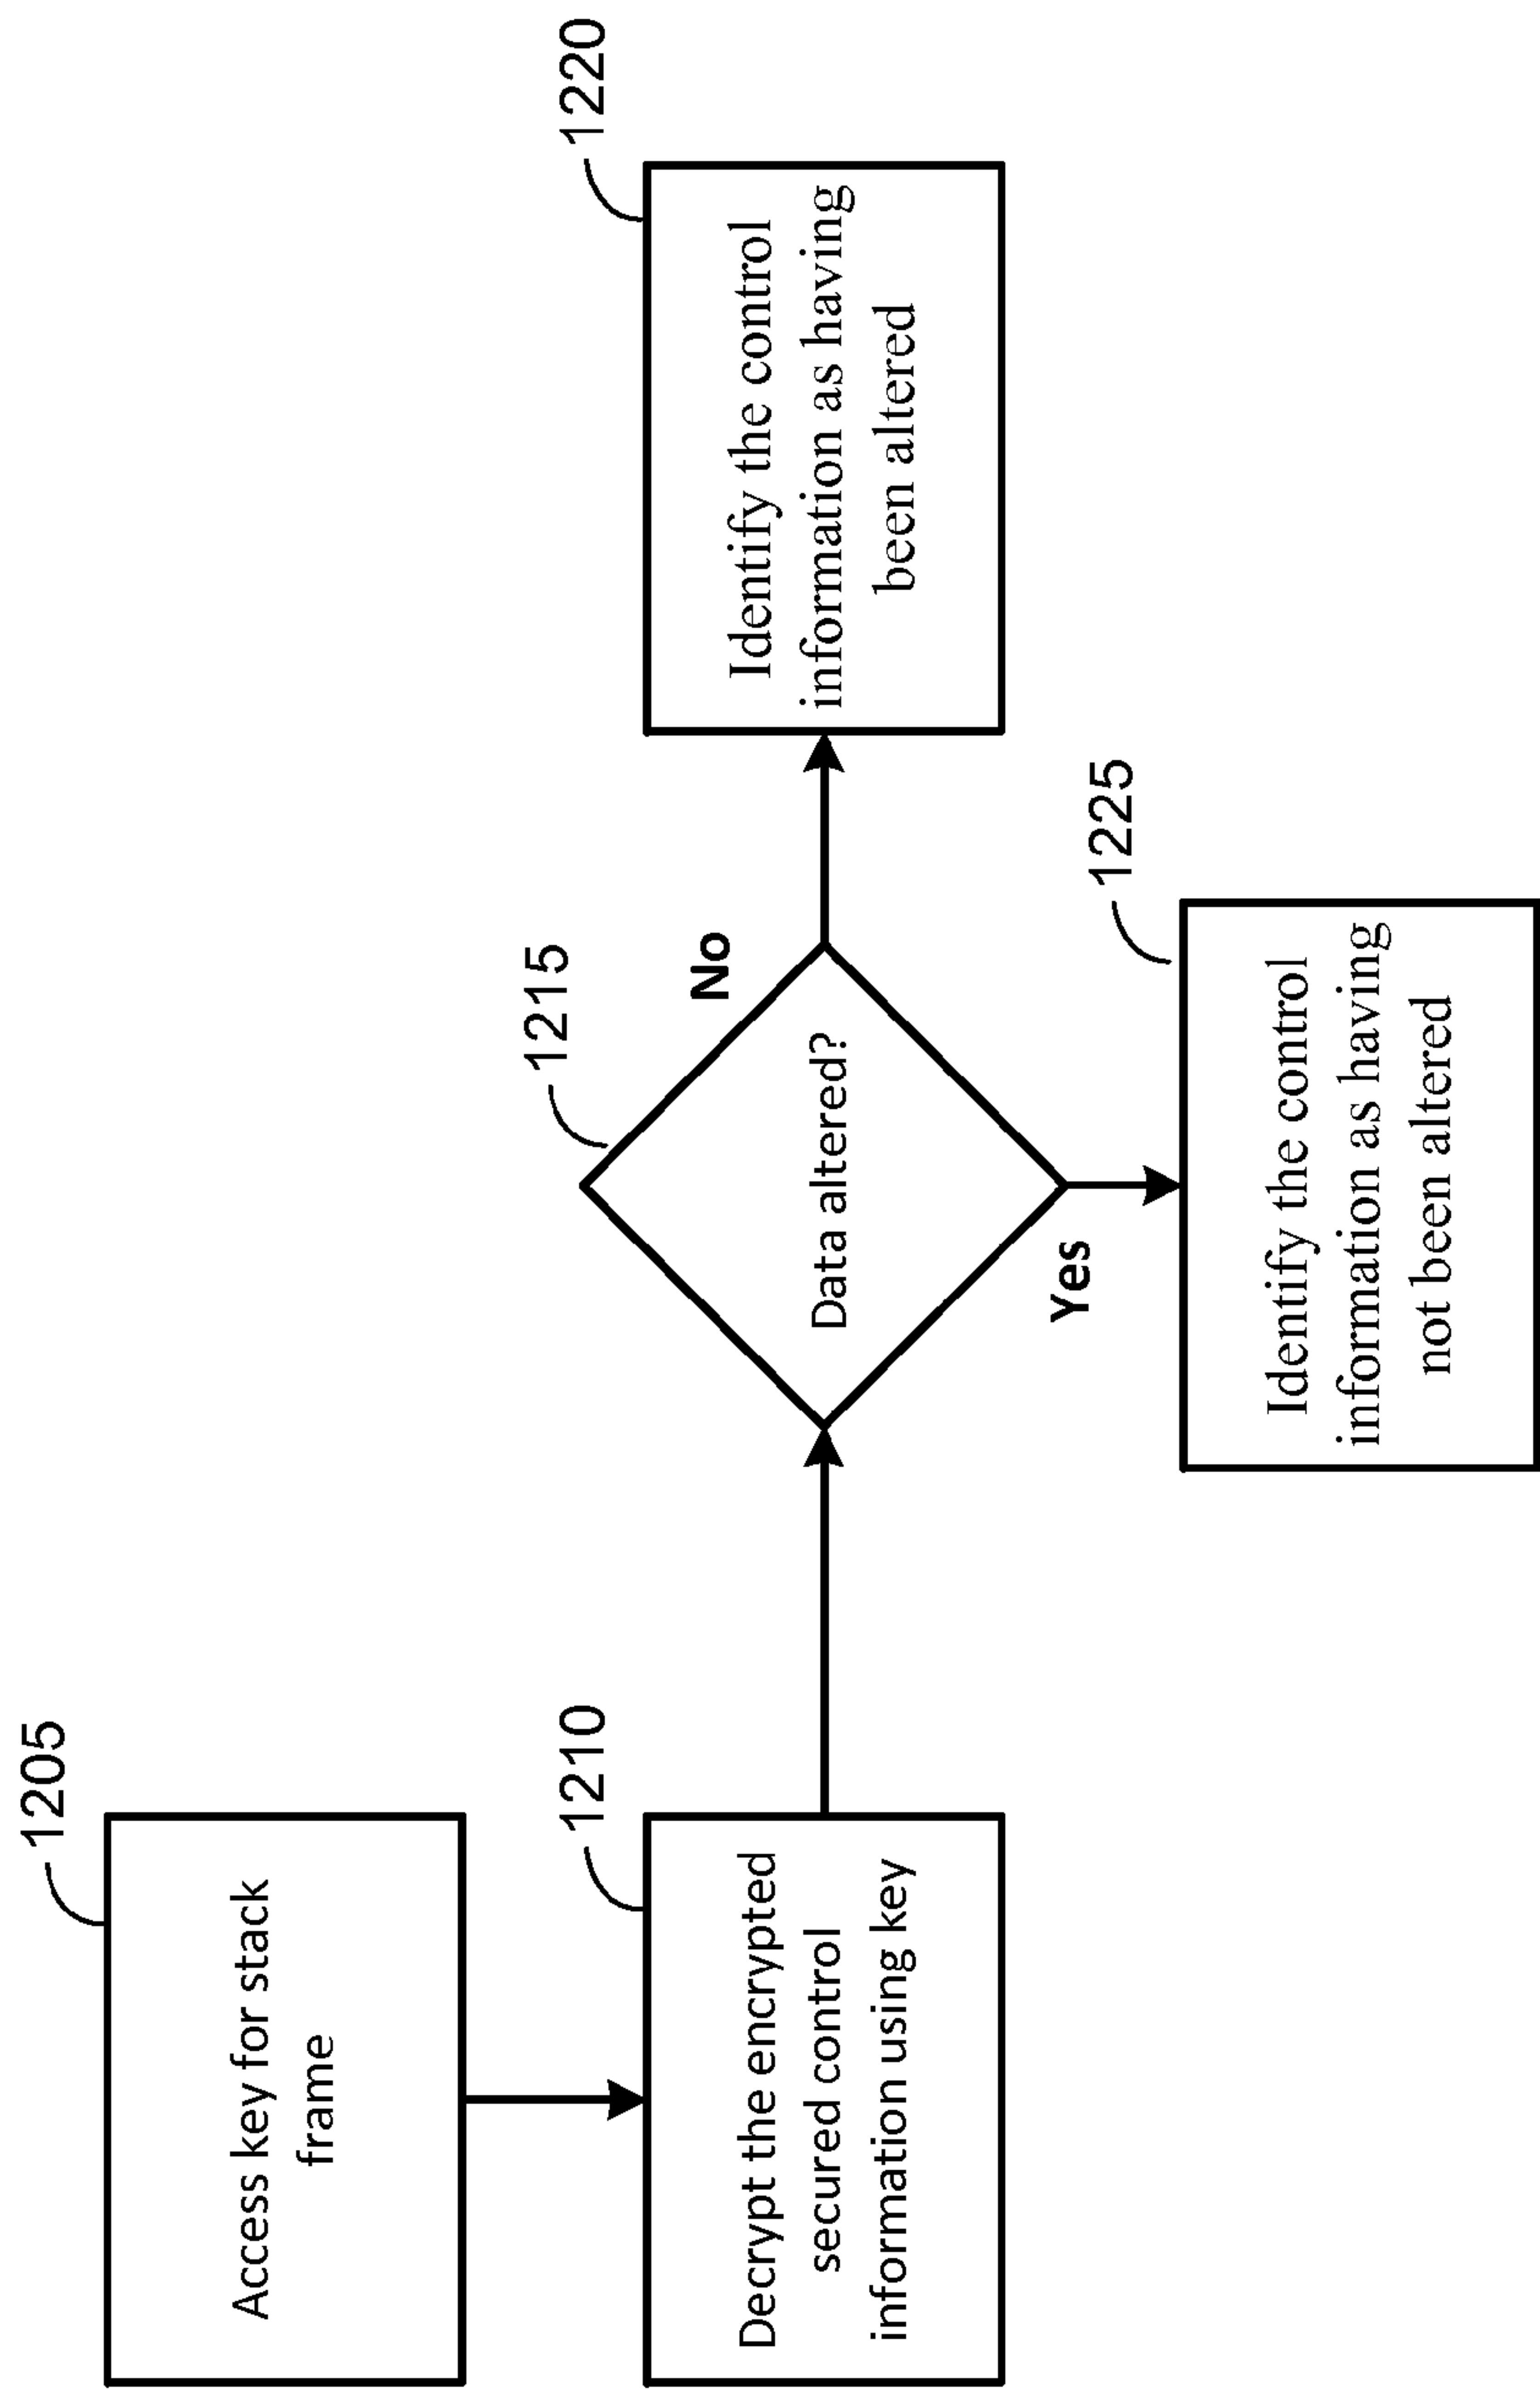 1205
Access key for stack
frame
1210
Decrypt the encrypted
secured control
information using key
1215
Data altered?
No
Yes
1220
Identify the control
information as having
been altered
1225
Identify the control
information as having
not been altered